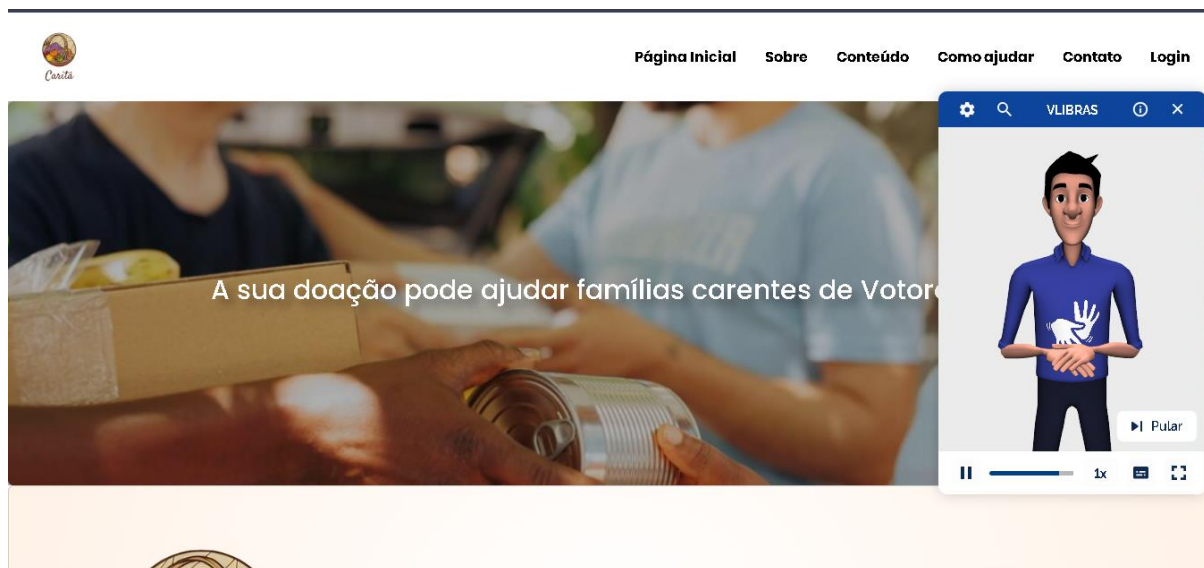 Caritá
Página Inicial Sobre Conteúdo Como ajudar Contato Login
VLIBRAS
A sua doação pode ajudar famílias carentes de
Pular
1x